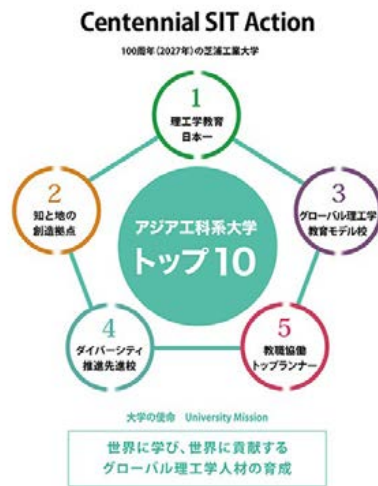 Centennial SIT Action
100周年(2027年)の芝浦工業大学
1
理工学教育
日本一
2
知と地の
創造拠点
3
グローバル理工学
教育モデル校
アジア工科系大学
トップ10
4
ダイバーシティ
推進先進校
5
教職協働
トップランナー
大学の使命 University Mission
世界に学び、世界に貢献する
グローバル理工学人材の育成